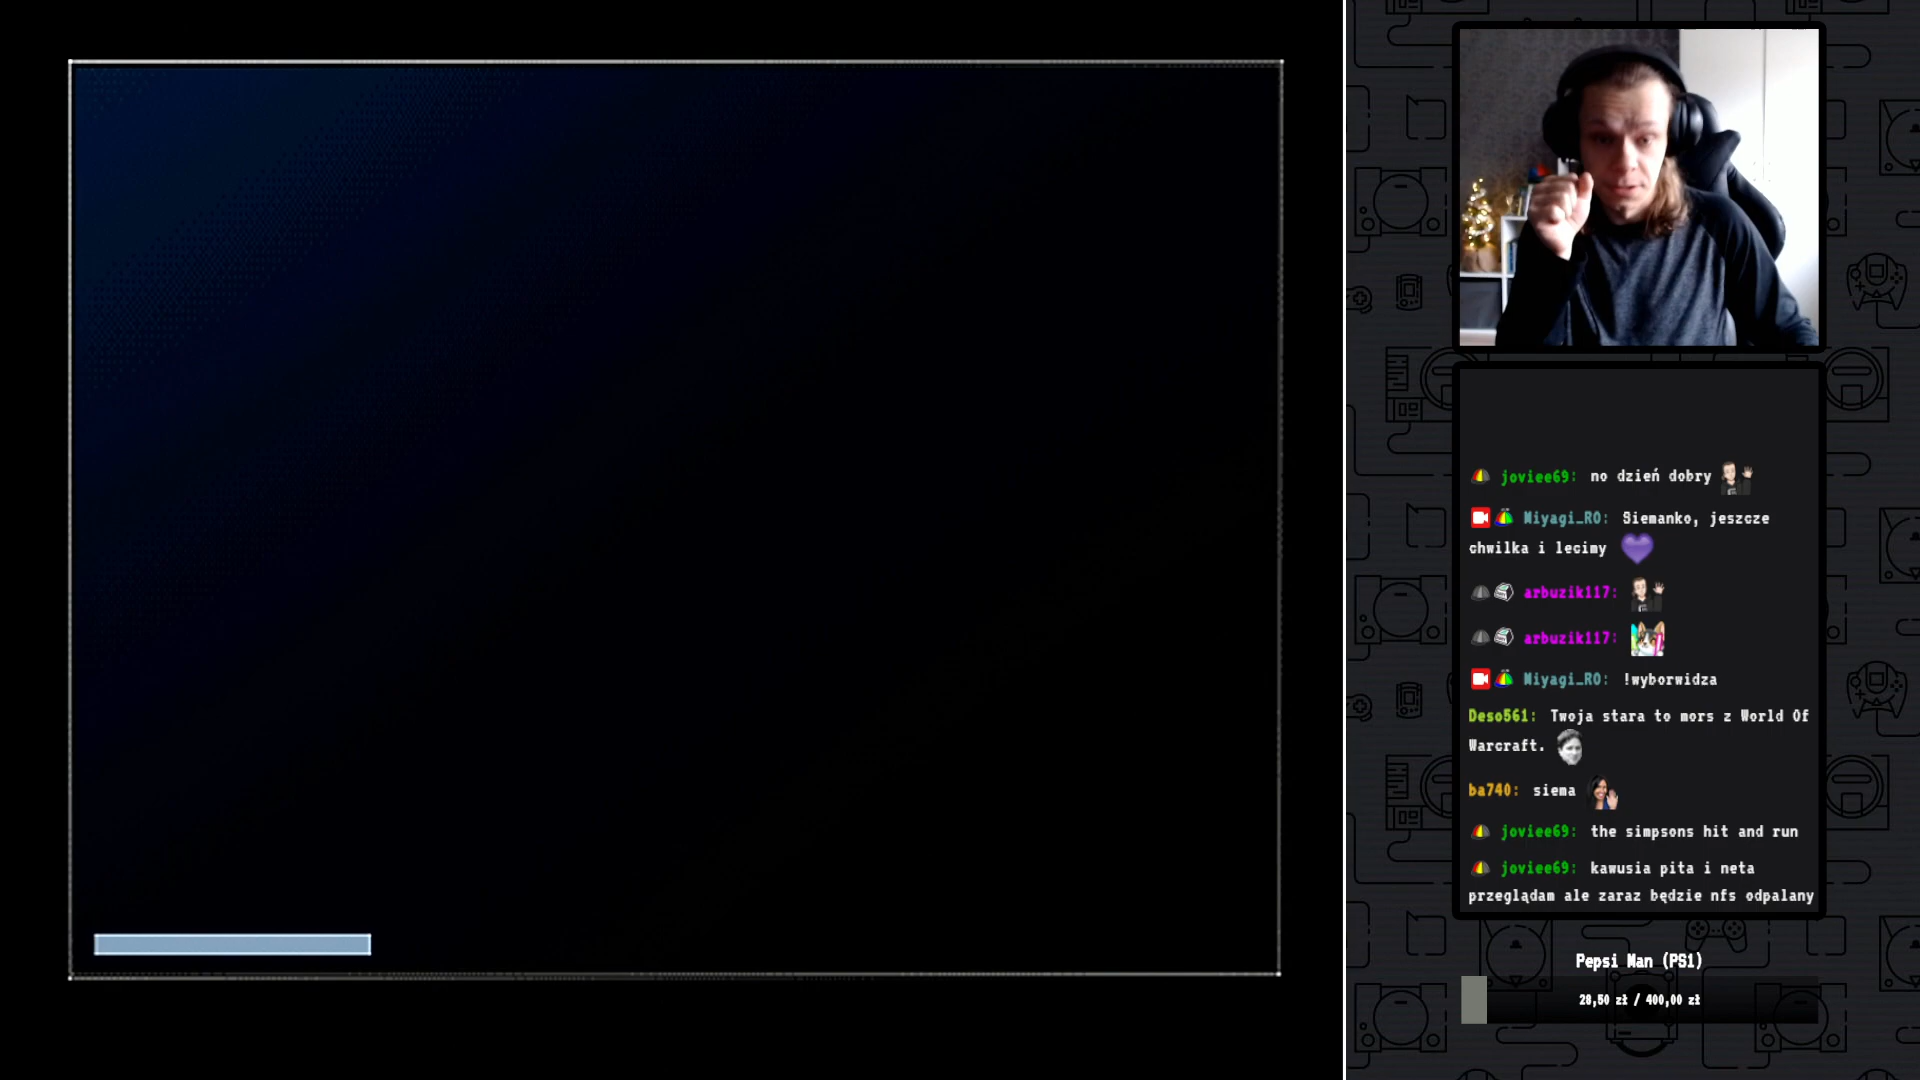 joviee69: no dzień dobry
Miyagi_RO: Siemanko, jeszcze
chwilka i lecimy
arbuzik117:
arbuzik117:
Miyagi_RO: !wyborwidza
Deso561: Twoja stara to mors z World Of
Warcraft.
ba740: siema
joviee69: the simpsons hit and run
joviee69: kawusia pita i neta
przeglądam ale zaraz będzie nfs odpalany
Pepsi Man (PS1)
28,50 zł / 400,00 zł